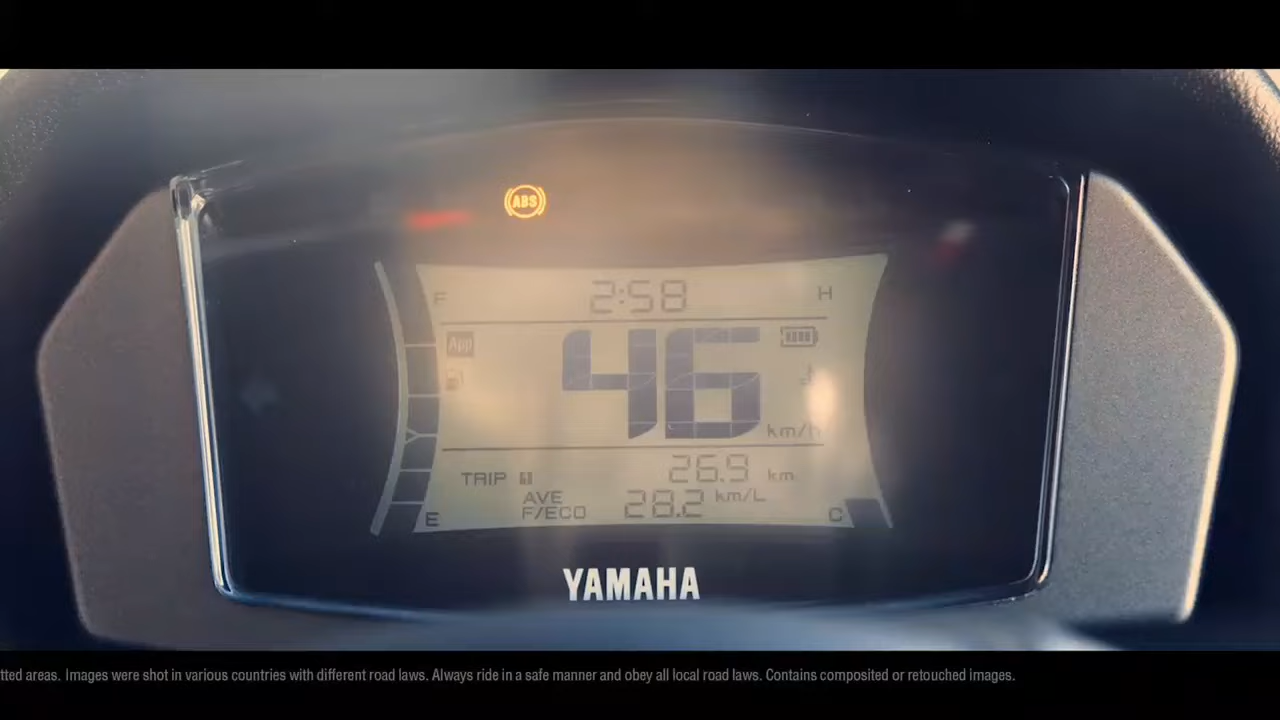 ABS
F 2:58 H
App
46 km/h
TRIP 1 26.9 km
AVE
F/ECO 28.2 km/L
E C
YAMAHA
tted areas. Images were shot in various countries with different road laws. Always ride in a safe manner and obey all local road laws. Contains composited or retouched images.